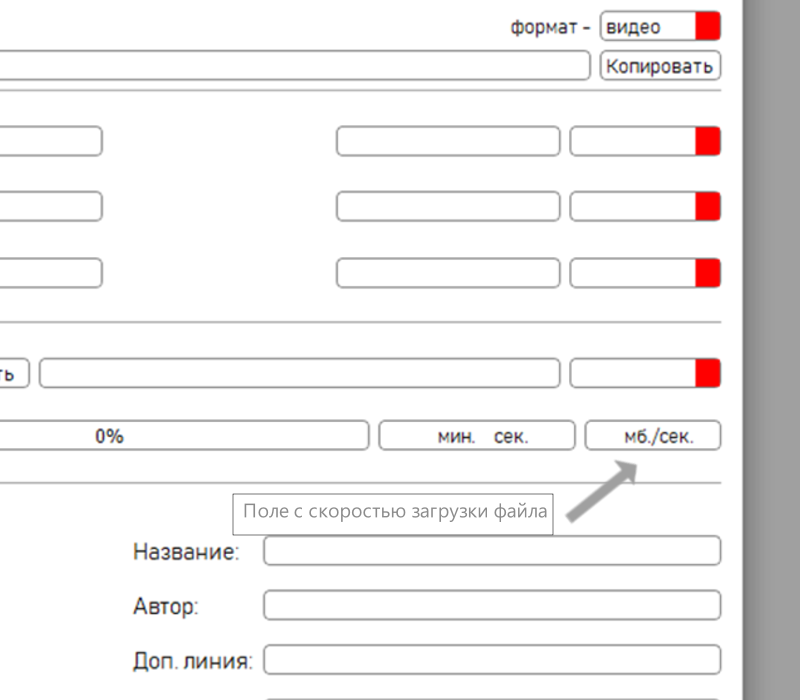 формат - видео
Копировать
ть
0% мин. сек. мб./сек.
Поле с скоростью загрузки файла
Название:
Автор:
Доп. линия: